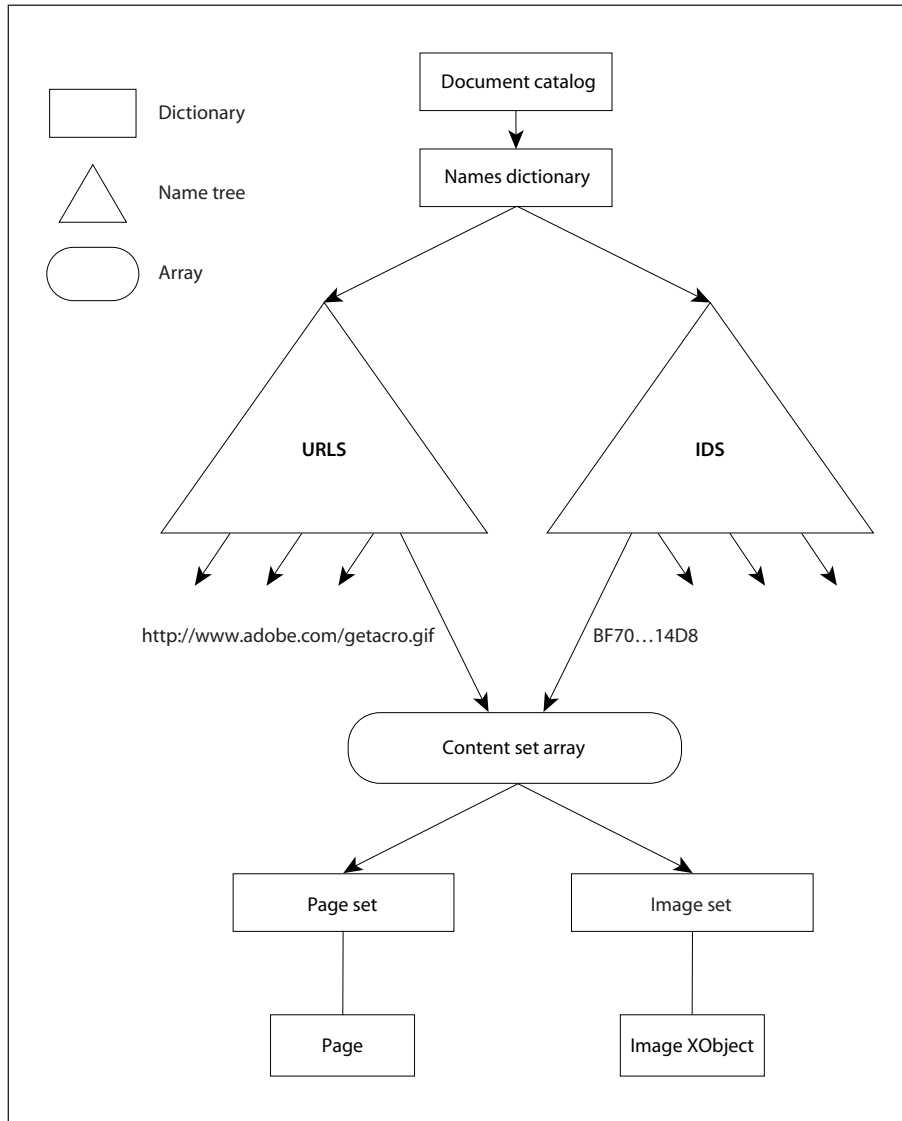 Document catalog
Dictionary
Names dictionary
Name tree
Array
URLS
IDS
http://www.adobe.com/getacro.gif
BF70…14D8
Content set array
Page set
Image set
Page
Image XObject